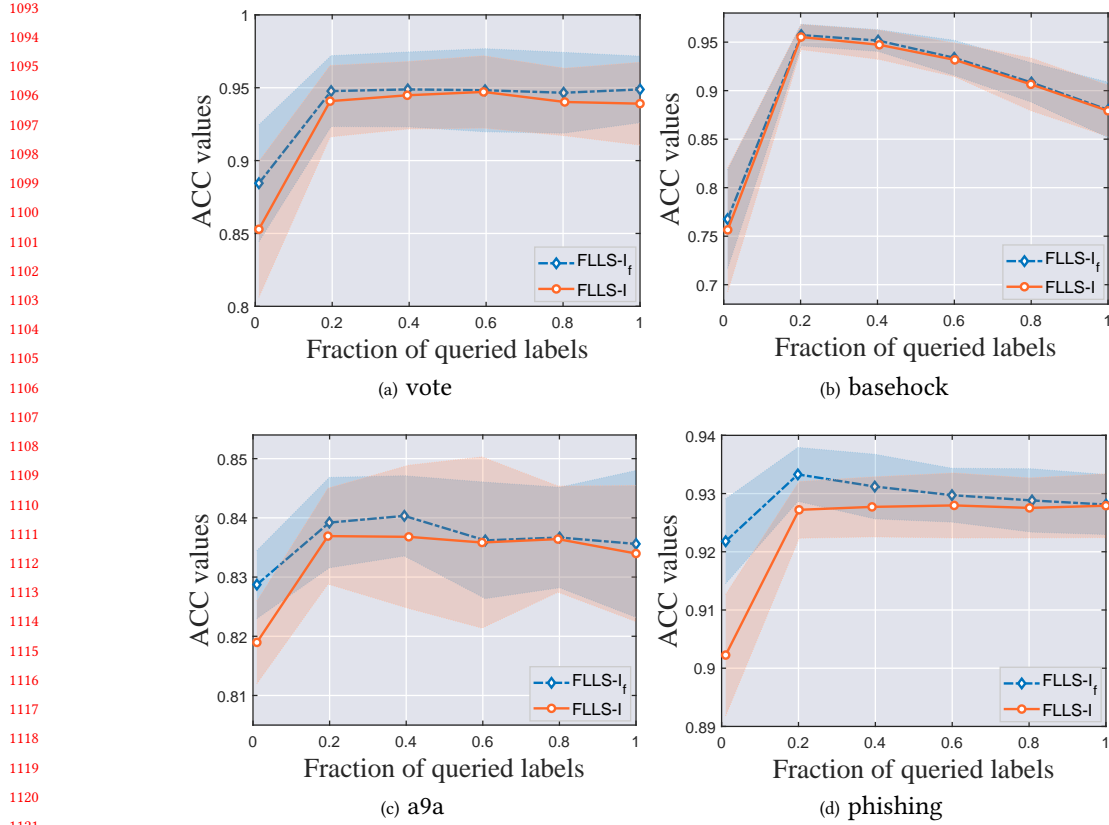 1093
1094
1095
1096
1097
1098
1099
1100
1101
1102
1103
1104
1105
1106
1107
1108
1109
1110
1111
1112
1113
1114
1115
1116
1117
1118
1119
1120
1121
1
0.95
0.9
0.85
0.8
ACC values
FLLS-I_f
FLLS-I
0 0.2 0.4 0.6 0.8 1
Fraction of queried labels
(a) vote
0.95
0.9
0.85
0.8
0.75
0.7
ACC values
FLLS-I_f
FLLS-I
0 0.2 0.4 0.6 0.8 1
Fraction of queried labels
(b) basehock
0.85
0.84
0.83
0.82
0.81
ACC values
FLLS-I_f
FLLS-I
0 0.2 0.4 0.6 0.8 1
Fraction of queried labels
(c) a9a
0.94
0.93
0.92
0.91
0.9
0.89
ACC values
FLLS-I_f
FLLS-I
0 0.2 0.4 0.6 0.8 1
Fraction of queried labels
(d) phishing